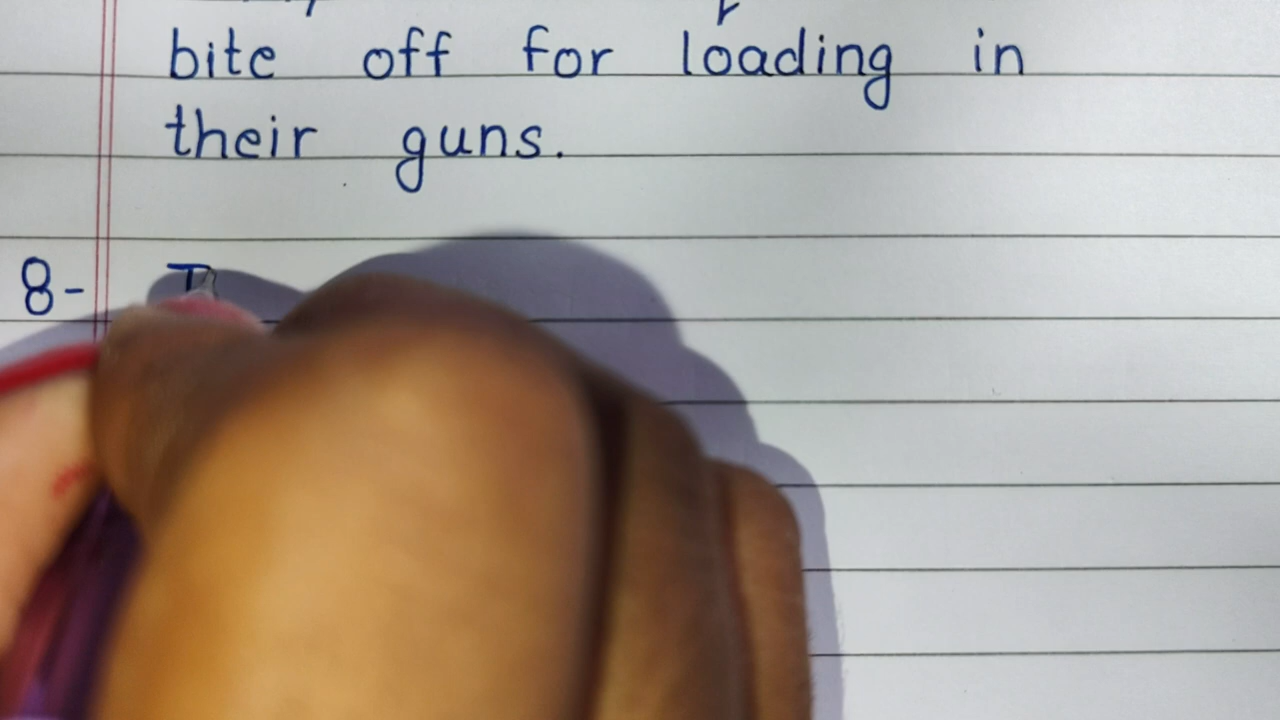 bite off for loading in
their guns.
8-